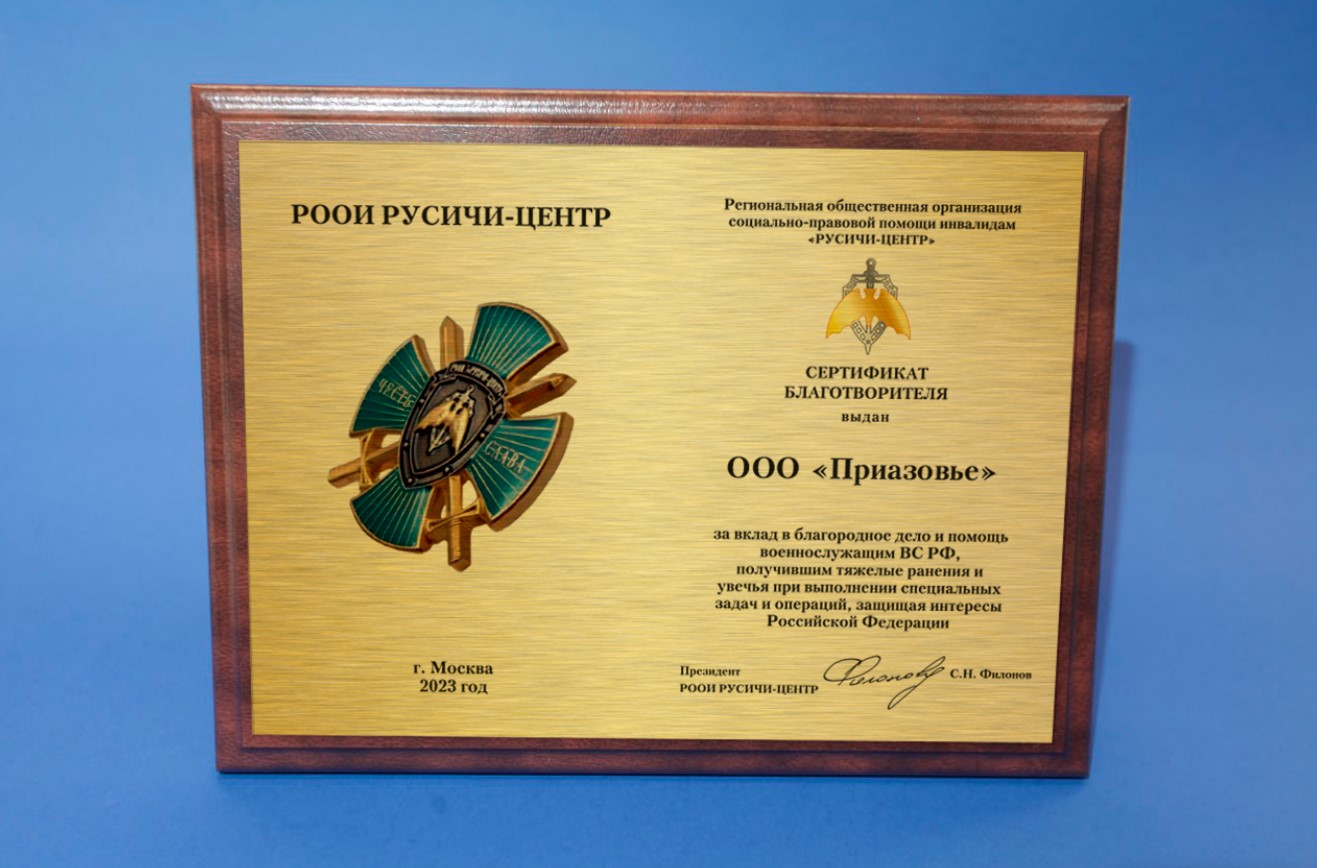 РООИ РУСИЧИ-ЦЕНТР
ЧЕСТЬ
СЛАВА
г. Москва
2023 год
Региональная общественная организация
социально-правовой помощи инвалидам
«РУСИЧИ-ЦЕНТР»
СЕРТИФИКАТ
БЛАГОТВОРИТЕЛЯ
выдан
ООО «Приазовье»
за вклад в благородное дело и помощь
военнослужащим ВС РФ,
получившим тяжелые ранения и
увечья при выполнении специальных
задач и операций, защищая интересы
Российской Федерации
Президент
РООИ РУСИЧИ-ЦЕНТР
С.Н. Филонов